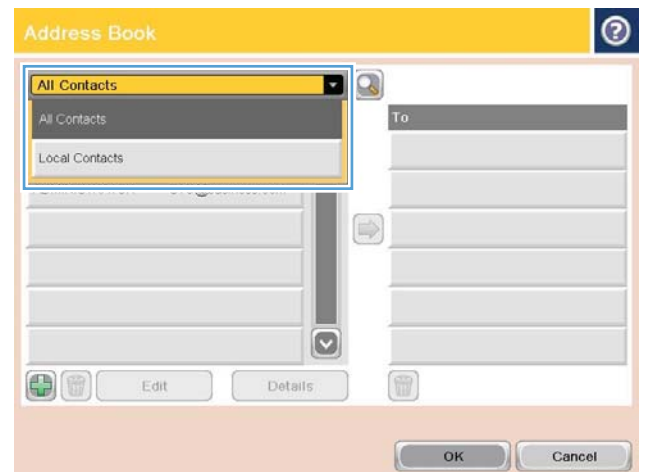 Address Book
All Contacts
All Contacts
To
Local Contacts
Edit
Details
OK
Cancel